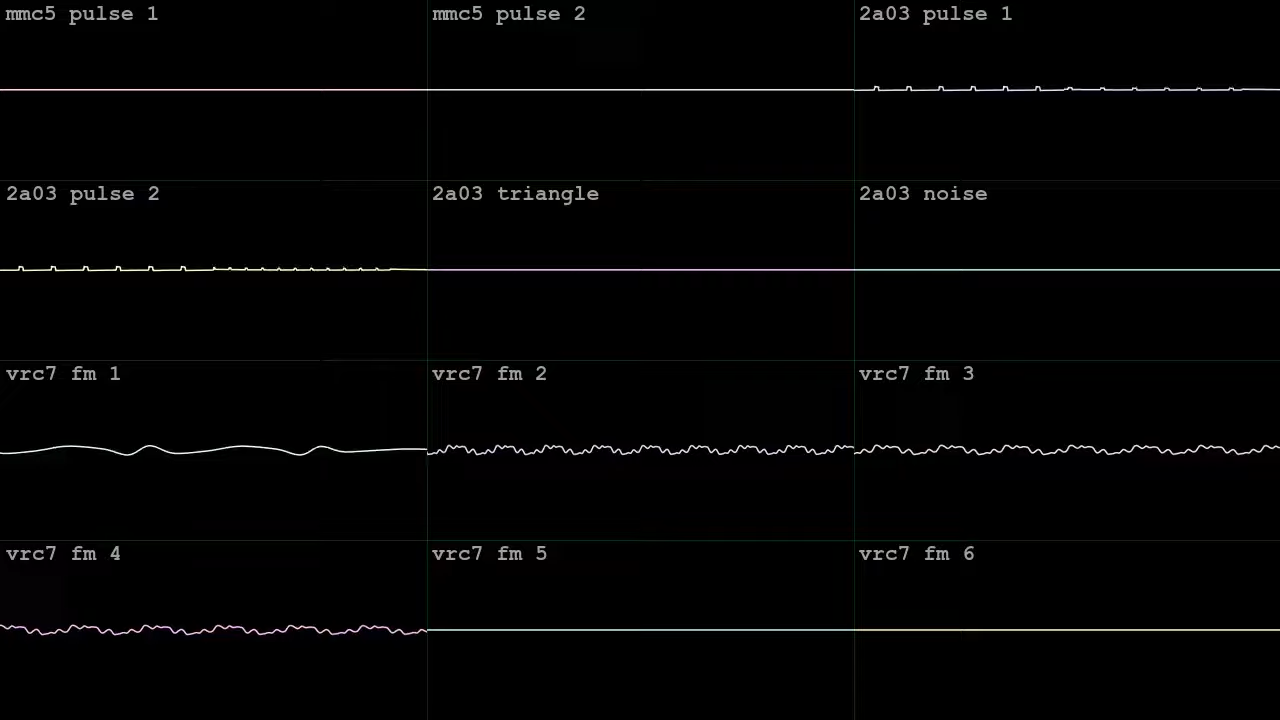 mmc5 pulse 1
mmc5 pulse 2
2a03 pulse 1
2a03 pulse 2
2a03 triangle
2a03 noise
vrc7 fm 1
vrc7 fm 2
vrc7 fm 3
vrc7 fm 4
vrc7 fm 5
vrc7 fm 6